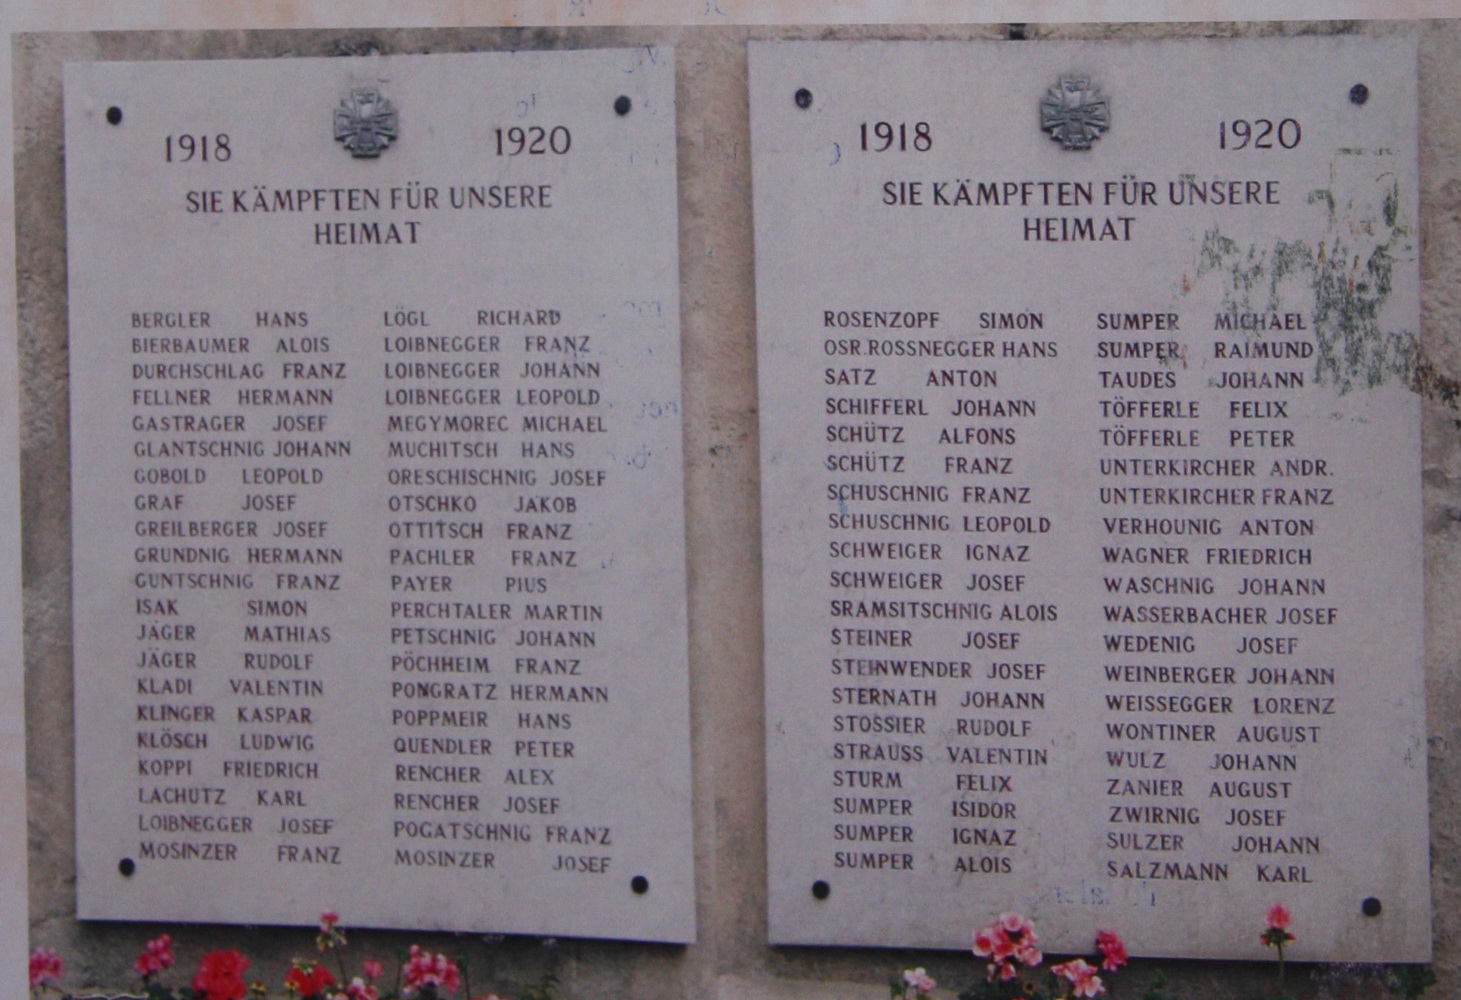 1918 1920
SIE KÄMPFTEN FÜR UNSERE
HEIMAT
BERGLER HANS
BIERBAUMER ALOIS
DURCHSCHLAG FRANZ
FELLNER HERMANN
GASTRAGER JOSEF
GLANTSCHNIG JOHANN
GOBOLD LEOPOLD
GRAF JOSEF
GREILBERGER JOSEF
GRUNDNIG HERMANN
GUNTSCHNIG FRANZ
ISAK SIMON
JÄGER MATHIAS
JÄGER RUDOLF
KLADI VALENTIN
KLINGER KASPAR
KLÖSCH LUDWIG
KOPPI FRIEDRICH
LACHUTZ KARL
LOIBNEGGER JOSEF
MOSINZER FRANZ
LÖGL RICHARD
LOIBNEGGER FRANZ
LOIBNEGGER JOHANN
LOIBNEGGER LEOPOLD
MEGYMOREC MICHAEL
MUCHITSCH HANS
ORESCHISCHNIG JOSEF
OTSCHKO JAKOB
OTTITSCH FRANZ
PACHLER FRANZ
PAYER PIUS
PERCHTALER MARTIN
PETSCHNIG JOHANN
PÖCHHEIM FRANZ
PONGRATZ HERMANN
POPPMEIR HANS
QUENDLER PETER
RENCHER ALEX
RENCHER JOSEF
POGATSCHNIG FRANZ
MOSINZER JOSEF
1918 1920
SIE KÄMPFTEN FÜR UNSERE
HEIMAT
ROSENZOPF SIMON
OSR.ROSSNEGGER HANS
SATZ ANTON
SCHIFFERL JOHANN
SCHÜTZ ALFONS
SCHÜTZ FRANZ
SCHUSCHNIG FRANZ
SCHUSCHNIG LEOPOLD
SCHWEIGER IGNAZ
SCHWEIGER JOSEF
SRAMSITSCHNIG ALOIS
STEINER JOSEF
STEINWENDER JOSEF
STERNATH JOHANN
STOSSIER RUDOLF
STRAUSS VALENTIN
STURM FELIX
SUMPER ISIDOR
SUMPER IGNAZ
SUMPER ALOIS
SUMPER MICHAEL
SUMPER RAIMUND
TAUDES JOHANN
TÖFFERLE FELIX
TÖFFERLE PETER
UNTERKIRCHER ANDR.
UNTERKIRCHER FRANZ
VERHOUNIG ANTON
WAGNER FRIEDRICH
WASCHNIG JOHANN
WASSERBACHER JOSEF
WEDENIG JOSEF
WEINBERGER JOHANN
WEISSEGGER LORENZ
WONTINER AUGUST
WULZ JOHANN
ZANIER AUGUST
ZWIRNIG JOSEF
SULZER JOHANN
SALZMANN KARL